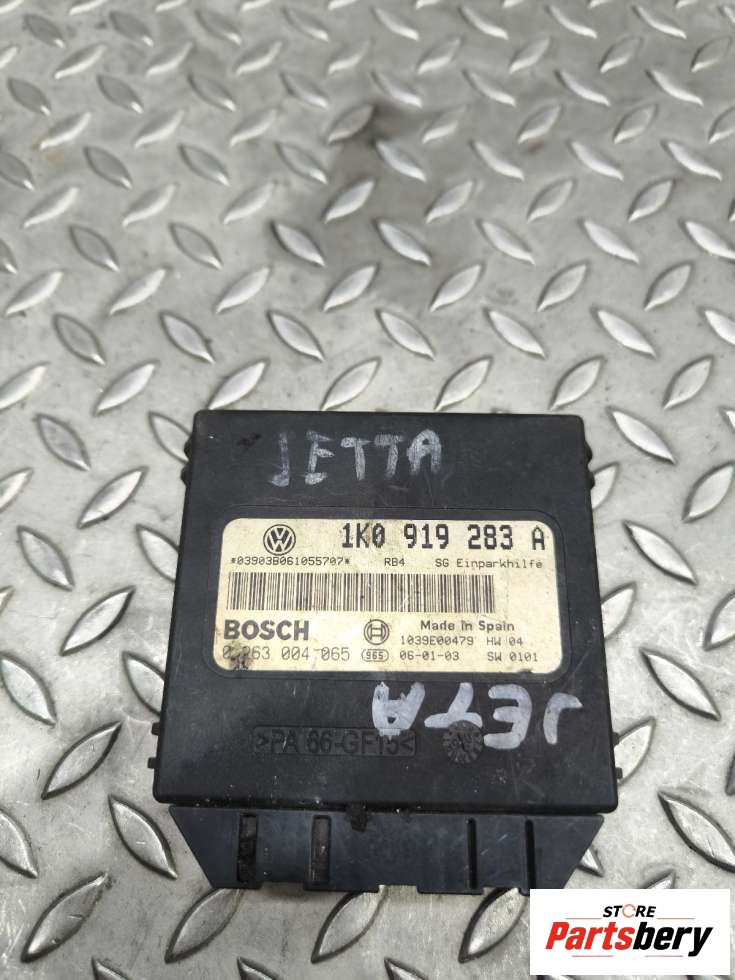 JETTA
1K0 919 283 A
*03903B061055707* RB4 SG Einparkhilfe
BOSCH
Made in Spain
1039E00479 HW 04
0 263 004 065 965 06-01-03 SW 0101
JETA
>PA 66-GF15<
STORE
Partsbery